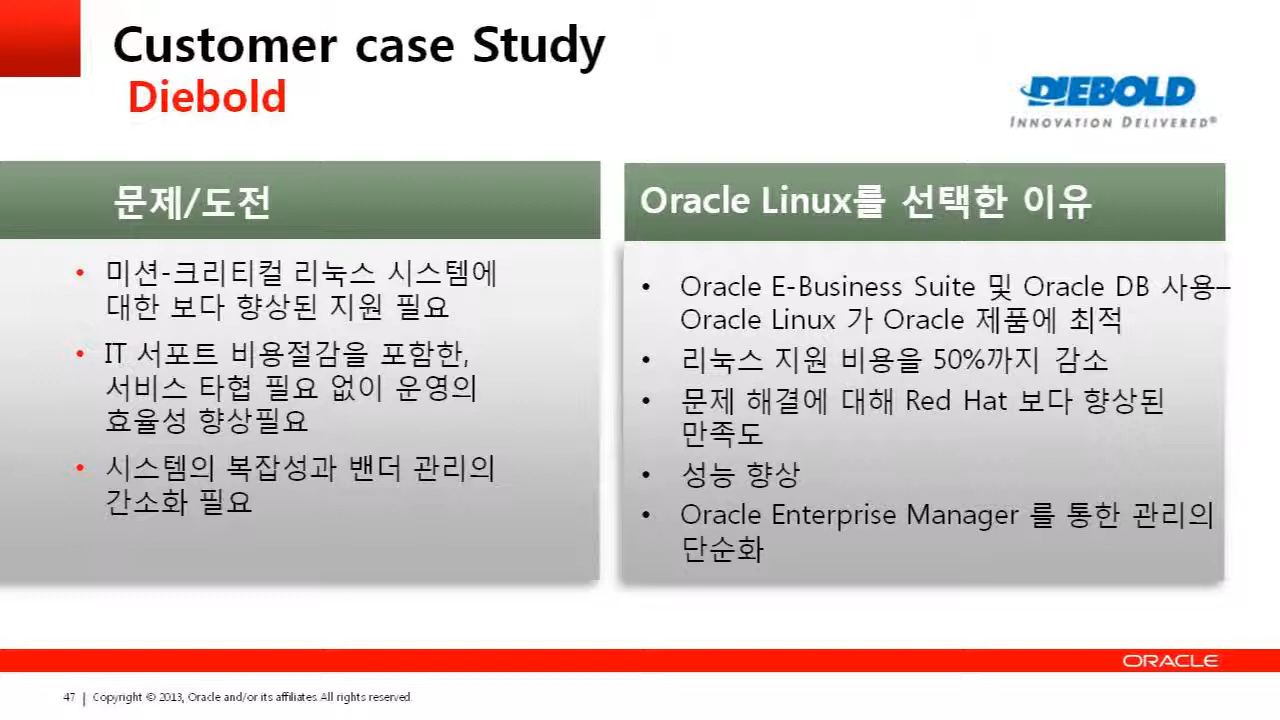 Customer case Study
Diebold
DIEBOLD
INNOVATION DELIVERED®
문제/도전
• 미션-크리티컬 리눅스 시스템에
대한 보다 향상된 지원 필요
• IT 서포트 비용절감을 포함한,
서비스 타협 필요 없이 운영의
효율성 향상필요
• 시스템의 복잡성과 밴더 관리의
간소화 필요
Oracle Linux를 선택한 이유
• Oracle E-Business Suite 및 Oracle DB 사용–
Oracle Linux 가 Oracle 제품에 최적
• 리눅스 지원 비용을 50%까지 감소
• 문제 해결에 대해 Red Hat 보다 향상된
만족도
• 성능 향상
• Oracle Enterprise Manager 를 통한 관리의
단순화
ORACLE
47 | Copyright © 2013, Oracle and/or its affiliates. All rights reserved.